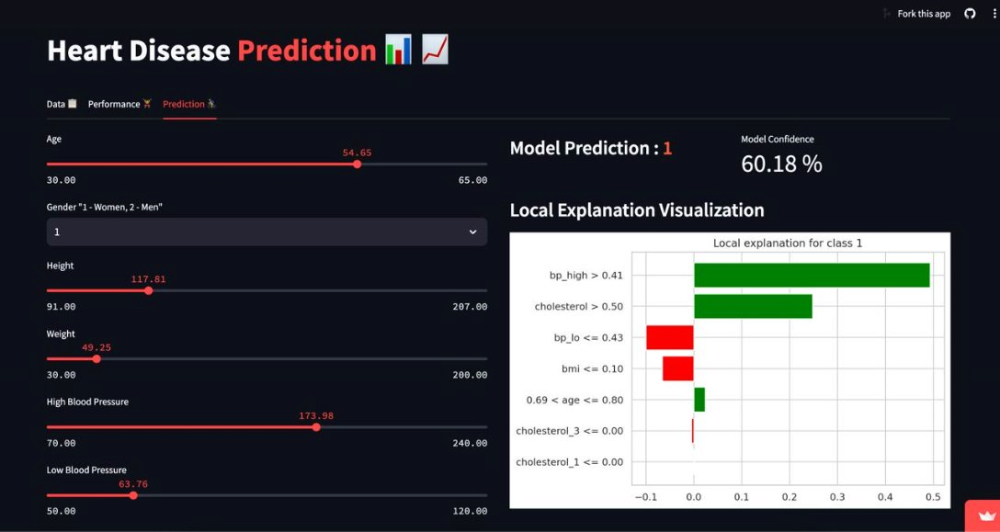 Fork this app
Heart Disease Prediction
Data Performance Prediction
Age
54.65
30.00 65.00
Gender "1 - Women, 2 - Men"
1
Height
117.81
91.00 207.00
Weight
49.25
30.00 200.00
High Blood Pressure
173.98
70.00 240.00
Low Blood Pressure
63.76
50.00 120.00
Model Prediction : 1
Model Confidence
60.18 %
Local Explanation Visualization
Local explanation for class 1
bp_high > 0.41
cholesterol > 0.50
bp_lo <= 0.43
bmi <= 0.10
0.69 < age <= 0.80
cholesterol_3 <= 0.00
cholesterol_1 <= 0.00
−0.1 0.0 0.1 0.2 0.3 0.4 0.5